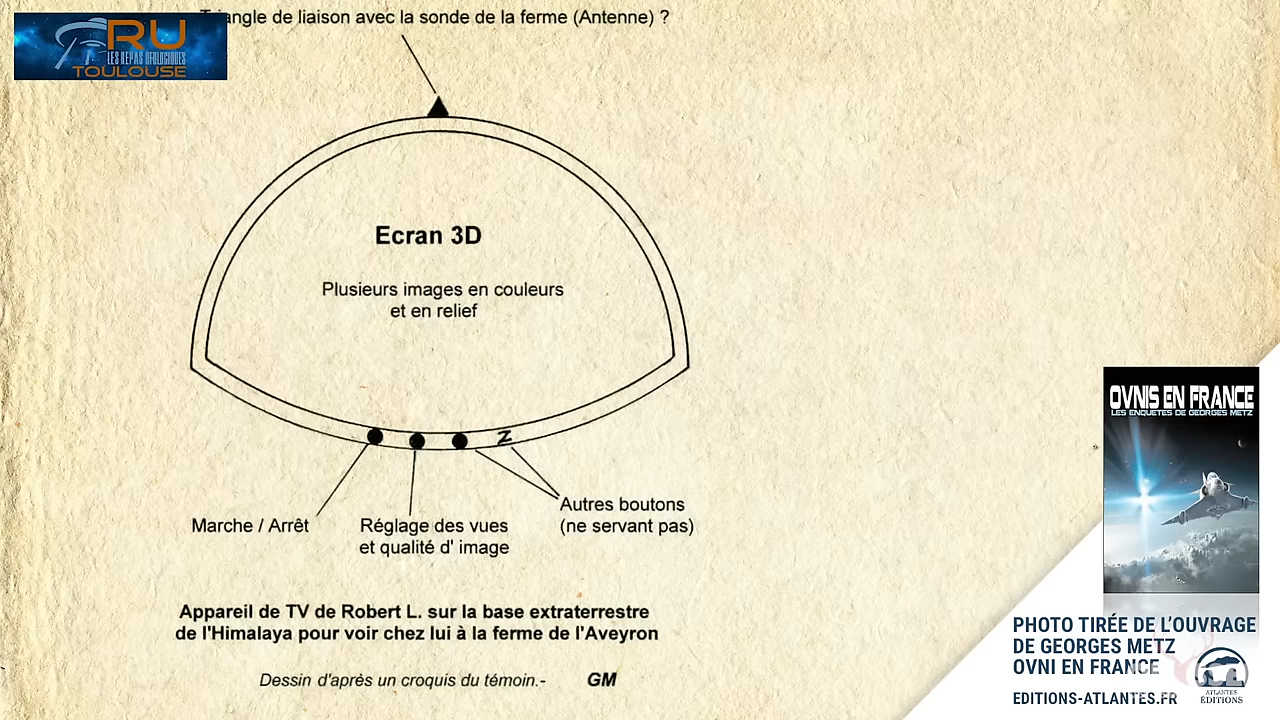 Triangle de liaison avec la sonde de la ferme (Antenne) ?
RU
LES REPAS UFOLOGIQUES
TOULOUSE
Ecran 3D
Plusieurs images en couleurs
et en relief
Z
Marche / Arrêt
Réglage des vues
et qualité d' image
Autres boutons
(ne servant pas)
Appareil de TV de Robert L. sur la base extraterrestre
de l'Himalaya pour voir chez lui à la ferme de l'Aveyron
Dessin d'après un croquis du témoin.- GM
OVNIS EN FRANCE
LES ENQUETES DE GEORGES METZ
PHOTO TIRÉE DE L'OUVRAGE
DE GEORGES METZ
OVNI EN FRANCE
EDITIONS-ATLANTES.FR
ATLANTES
ÉDITIONS